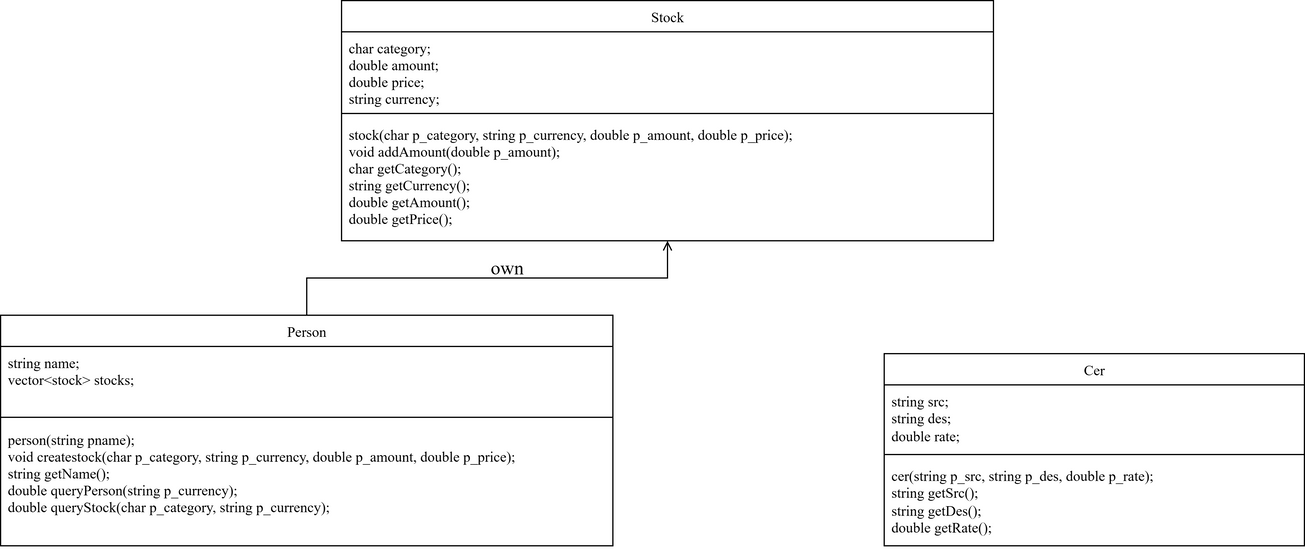 Stock
char category;
double amount;
double price;
string currency;
stock(char p_category, string p_currency, double p_amount, double p_price);
void addAmount(double p_amount);
char getCategory();
string getCurrency();
double getAmount();
double getPrice();
own
Person
string name;
vector<stock> stocks;
person(string pname);
void createstock(char p_category, string p_currency, double p_amount, double p_price);
string getName();
double queryPerson(string p_currency);
double queryStock(char p_category, string p_currency);
Cer
string src;
string des;
double rate;
cer(string p_src, string p_des, double p_rate);
string getSrc();
string getDes();
double getRate();